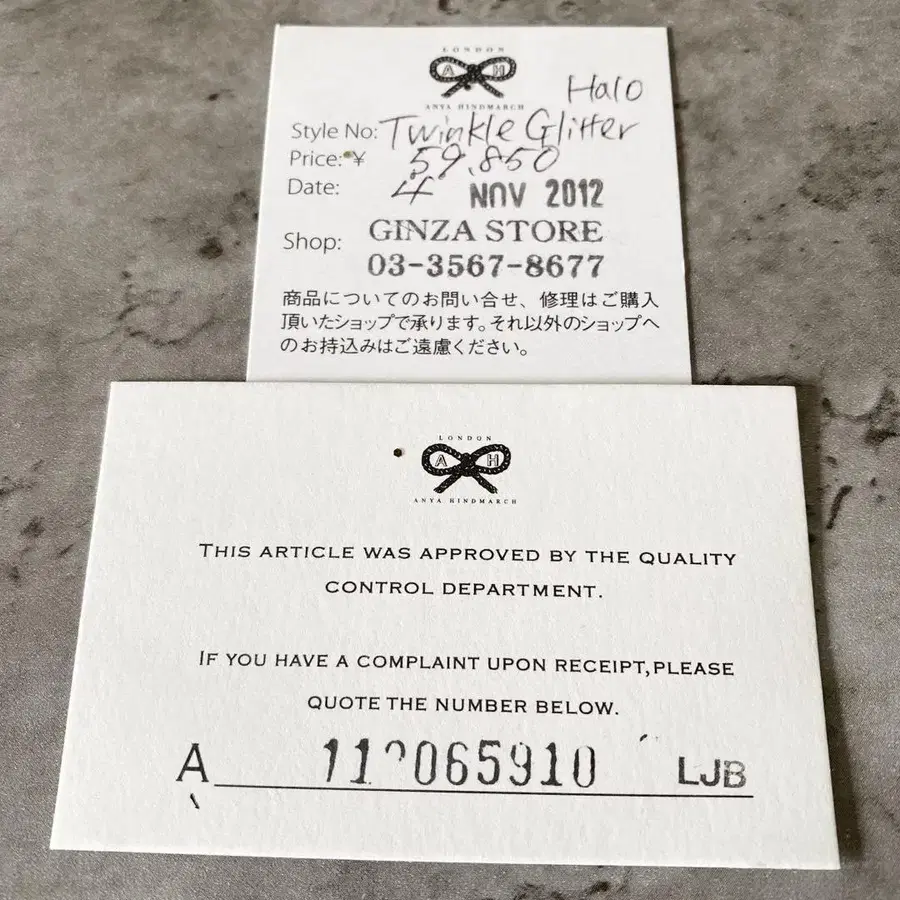 LONDON
A H
ANYA HINDMARCH
Halo
Style No: Twinkle Glitter
Price: ¥ 59,850
Date: 4 NOV 2012
Shop: GINZA STORE
03-3567-8677
商品についてのお問い合せ、修理はご購入
頂いたショップで承ります。それ以外のショップへ
のお持込みはご遠慮ください。
LONDON
A H
ANYA HINDMARCH
THIS ARTICLE WAS APPROVED BY THE QUALITY
CONTROL DEPARTMENT.
IF YOU HAVE A COMPLAINT UPON RECEIPT, PLEASE
QUOTE THE NUMBER BELOW.
A LJB